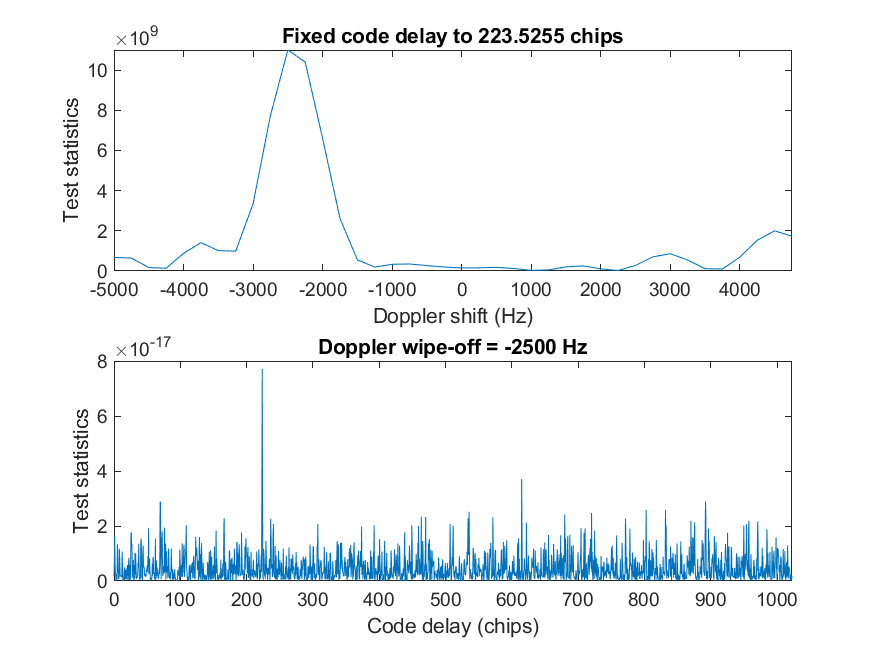 ×10^9
Fixed code delay to 223.5255 chips
10
8
6
4
2
0
Test statistics
-5000 -4000 -3000 -2000 -1000 0 1000 2000 3000 4000
Doppler shift (Hz)
×10^-17
Doppler wipe-off = -2500 Hz
8
6
4
2
0
Test statistics
0 100 200 300 400 500 600 700 800 900 1000
Code delay (chips)